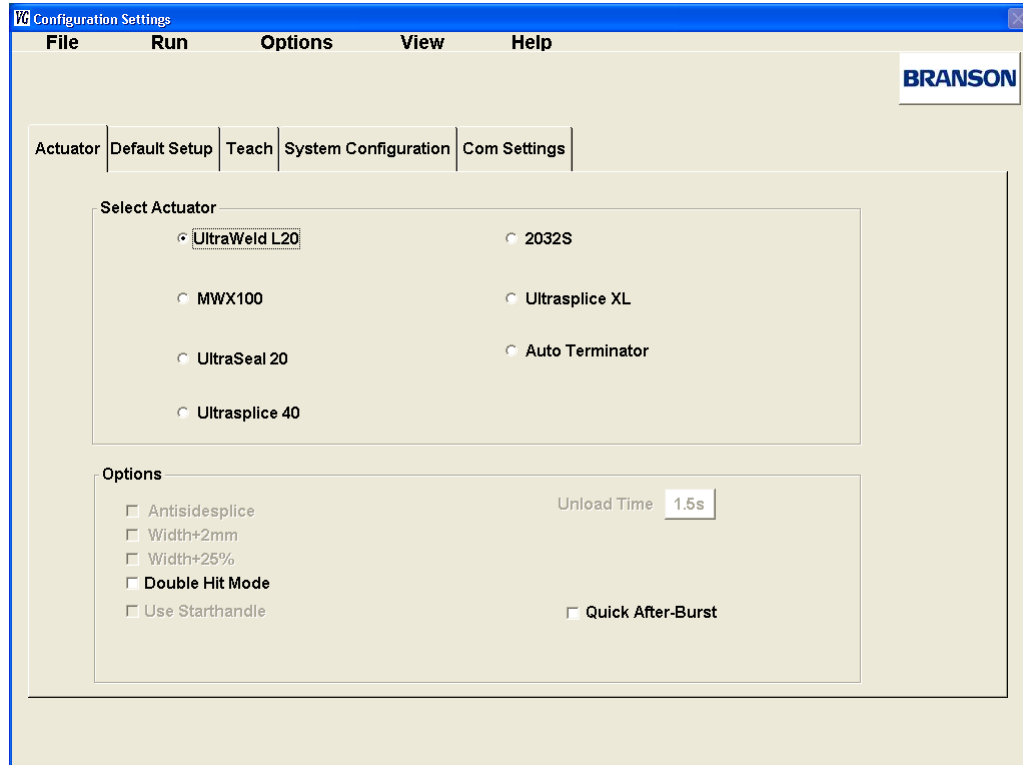 VG Configuration Settings
File Run Options View Help
BRANSON
Actuator Default Setup Teach System Configuration Com Settings
Select Actuator
UltraWeld L20 2032S
MWX100 Ultrasplice XL
UltraSeal 20 Auto Terminator
Ultrasplice 40
Options
Antisidesplice Unload Time 1.5s
Width+2mm
Width+25%
Double Hit Mode
Use Starthandle Quick After-Burst